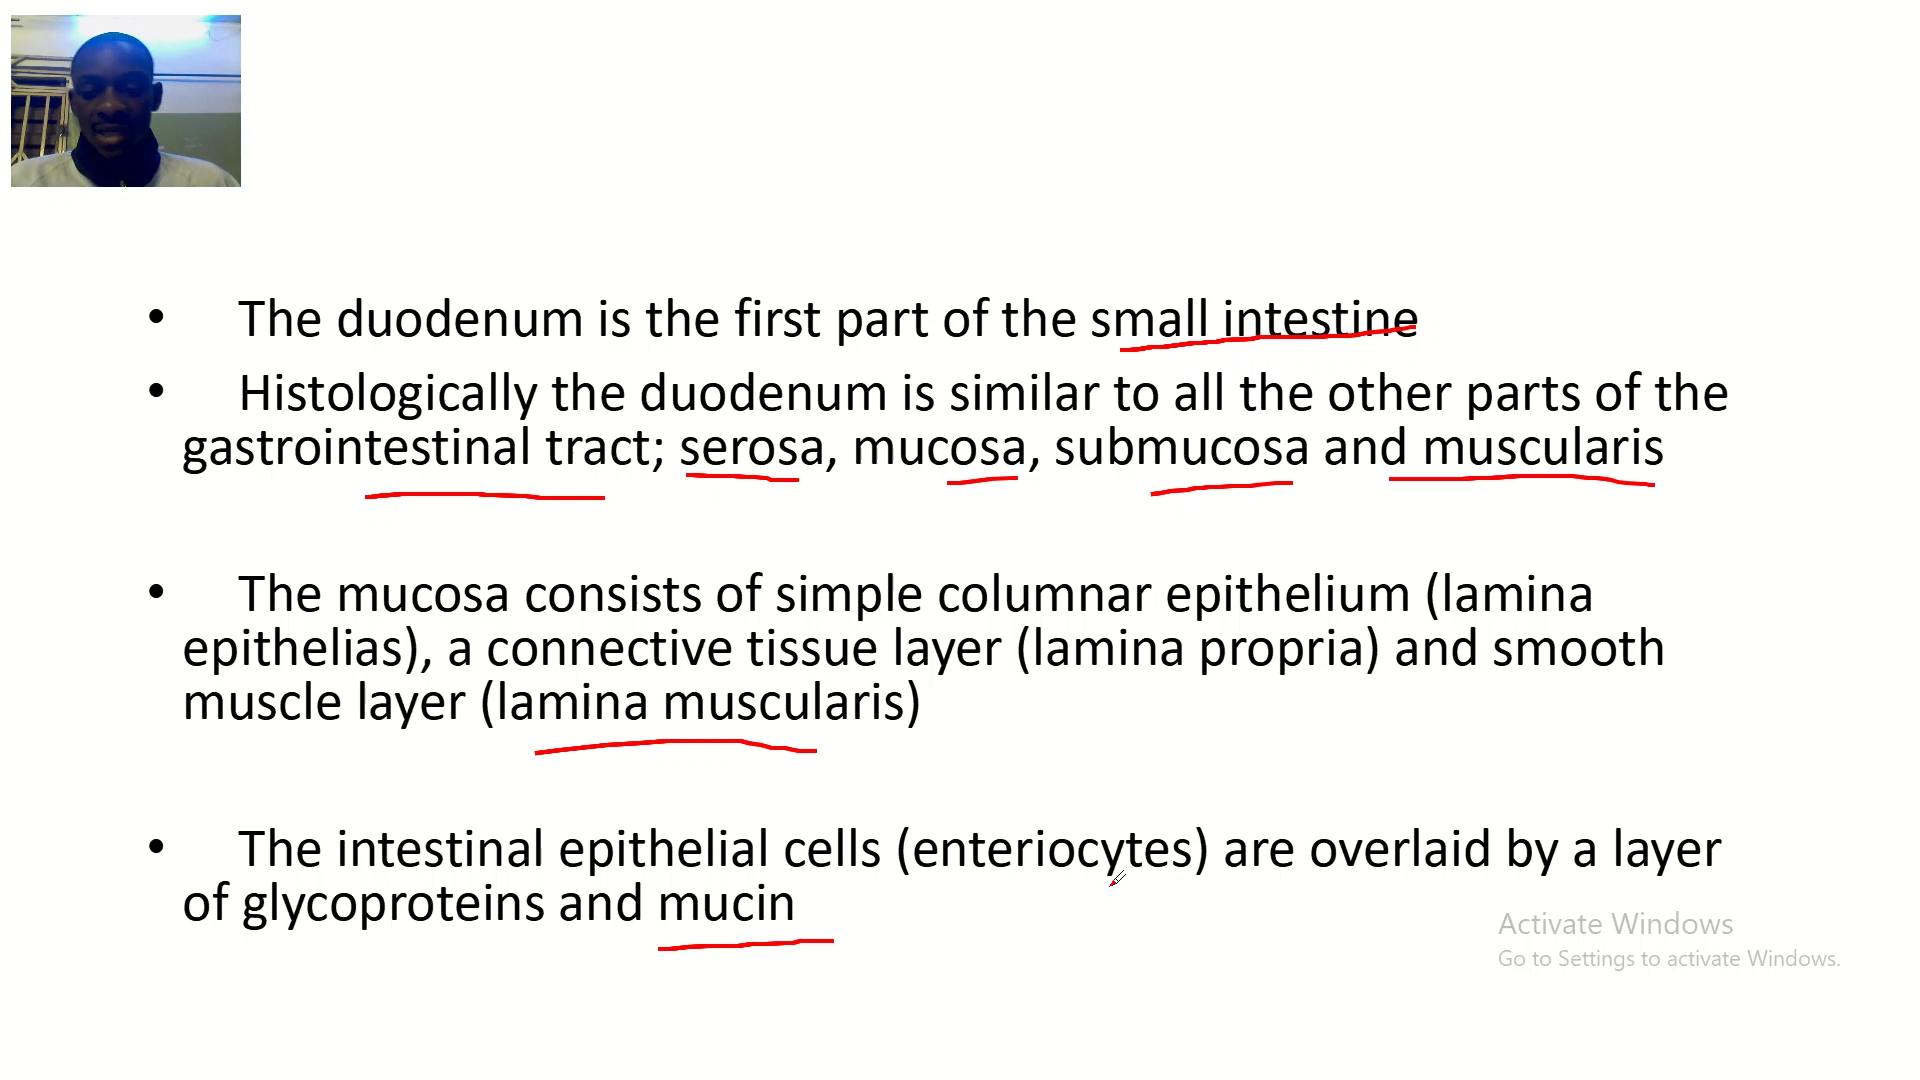 • The duodenum is the first part of the small intestine
• Histologically the duodenum is similar to all the other parts of the
gastrointestinal tract; serosa, mucosa, submucosa and muscularis
• The mucosa consists of simple columnar epithelium (lamina
epithelias), a connective tissue layer (lamina propria) and smooth
muscle layer (lamina muscularis)
• The intestinal epithelial cells (enteriocytes) are overlaid by a layer
of glycoproteins and mucin
Activate Windows
Go to Settings to activate Windows.